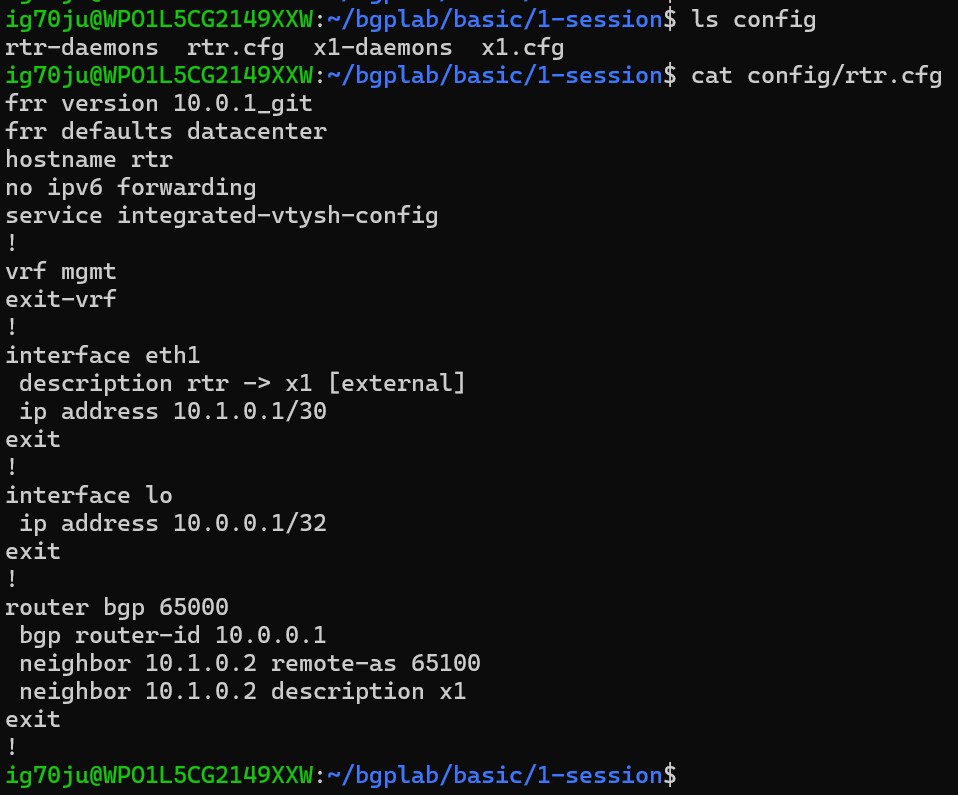 ig70ju@WPO1L5CG2149XXW:~/bgplab/basic/1-session$ ls config
rtr-daemons  rtr.cfg  x1-daemons  x1.cfg
ig70ju@WPO1L5CG2149XXW:~/bgplab/basic/1-session$ cat config/rtr.cfg
frr version 10.0.1_git
frr defaults datacenter
hostname rtr
no ipv6 forwarding
service integrated-vtysh-config
!
vrf mgmt
exit-vrf
!
interface eth1
 description rtr -> x1 [external]
 ip address 10.1.0.1/30
exit
!
interface lo
 ip address 10.0.0.1/32
exit
!
router bgp 65000
 bgp router-id 10.0.0.1
 neighbor 10.1.0.2 remote-as 65100
 neighbor 10.1.0.2 description x1
exit
!
ig70ju@WPO1L5CG2149XXW:~/bgplab/basic/1-session$